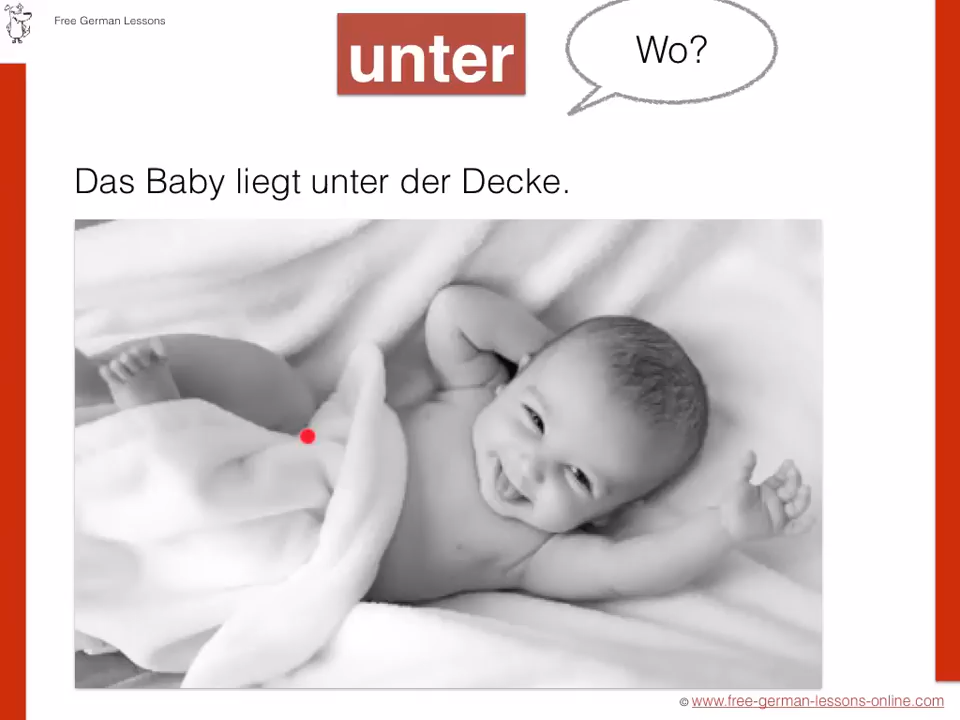 Free German Lessons
unter
Wo?
Das Baby liegt unter der Decke.
© www.free-german-lessons-online.com